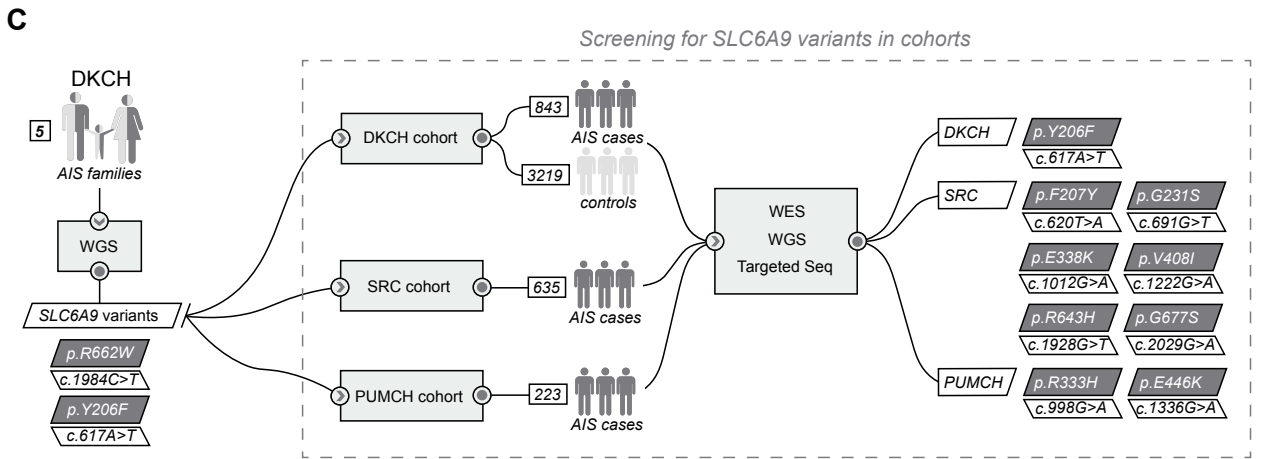 C
Screening for SLC6A9 variants in cohorts
DKCH
5
AIS families
WGS
SLC6A9 variants
p.R662W
c.1984C>T
p.Y206F
c.617A>T
DKCH cohort
843
AIS cases
3219
controls
SRC cohort
635
AIS cases
PUMCH cohort
223
AIS cases
WES
WGS
Targeted Seq
DKCH
p.Y206F
c.617A>T
SRC
p.F207Y
c.620T>A
p.G231S
c.691G>T
p.E338K
c.1012G>A
p.V408I
c.1222G>A
p.R643H
c.1928G>T
p.G677S
c.2029G>A
PUMCH
p.R333H
c.998G>A
p.E446K
c.1336G>A